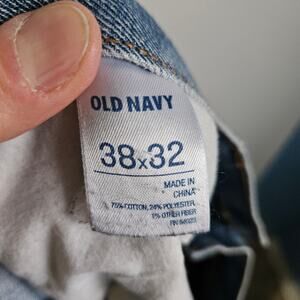 OLD NAVY
38x32
MADE IN
CHINA
75% COTTON, 24% POLYESTER,
1% OTHER FIBER